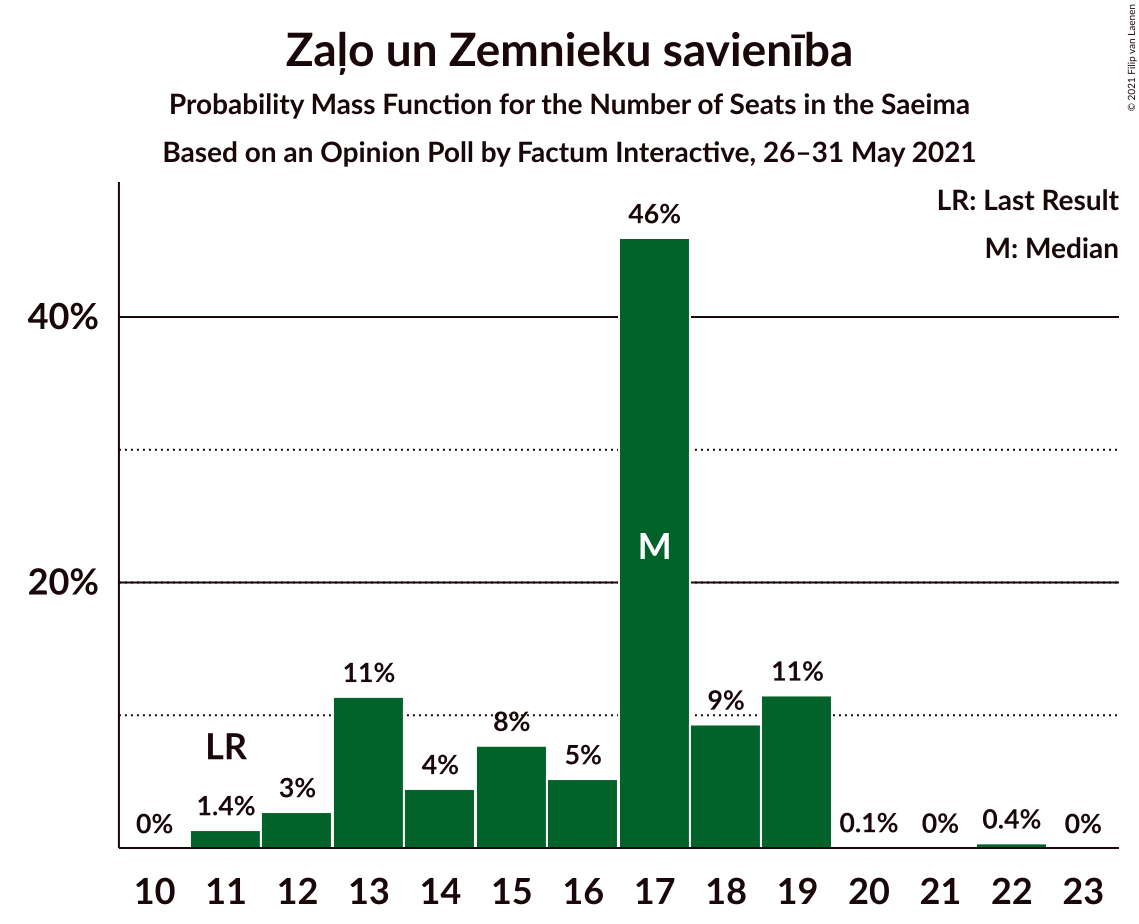 Zaļo un Zemnieku savienība
Probability Mass Function for the Number of Seats in the Saeima
Based on an Opinion Poll by Factum Interactive, 26–31 May 2021
© 2021 Filip van Laenen
LR: Last Result
M: Median
46%
40%
M
20%
11%
11%
9%
8%
LR
4%
5%
3%
1.4%
0%
0.1%
0%
0.4%
0%
10 11 12 13 14 15 16 17 18 19 20 21 22 23